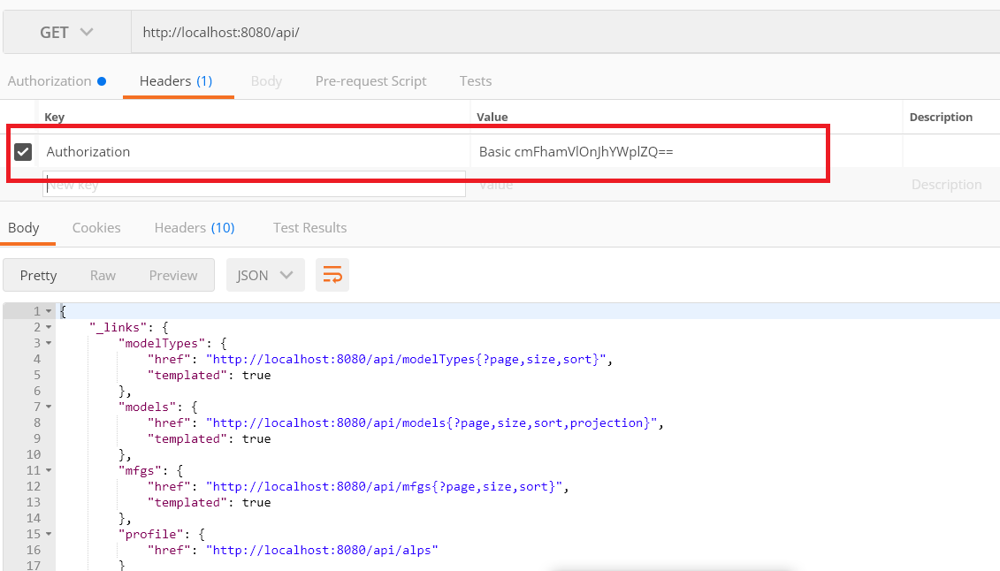 GET http://localhost:8080/api/
Authorization Headers (1) Body Pre-request Script Tests
Key Value Description
Authorization Basic cmFhamVlOnJhYWplZQ==
New key Value Description
Body Cookies Headers (10) Test Results
Pretty Raw Preview JSON
1 {
2 "_links": {
3 "modelTypes": {
4 "href": "http://localhost:8080/api/modelTypes{?page,size,sort}",
5 "templated": true
6 },
7 "models": {
8 "href": "http://localhost:8080/api/models{?page,size,sort,projection}",
9 "templated": true
10 },
11 "mfgs": {
12 "href": "http://localhost:8080/api/mfgs{?page,size,sort}",
13 "templated": true
14 },
15 "profile": {
16 "href": "http://localhost:8080/api/alps"
17 }